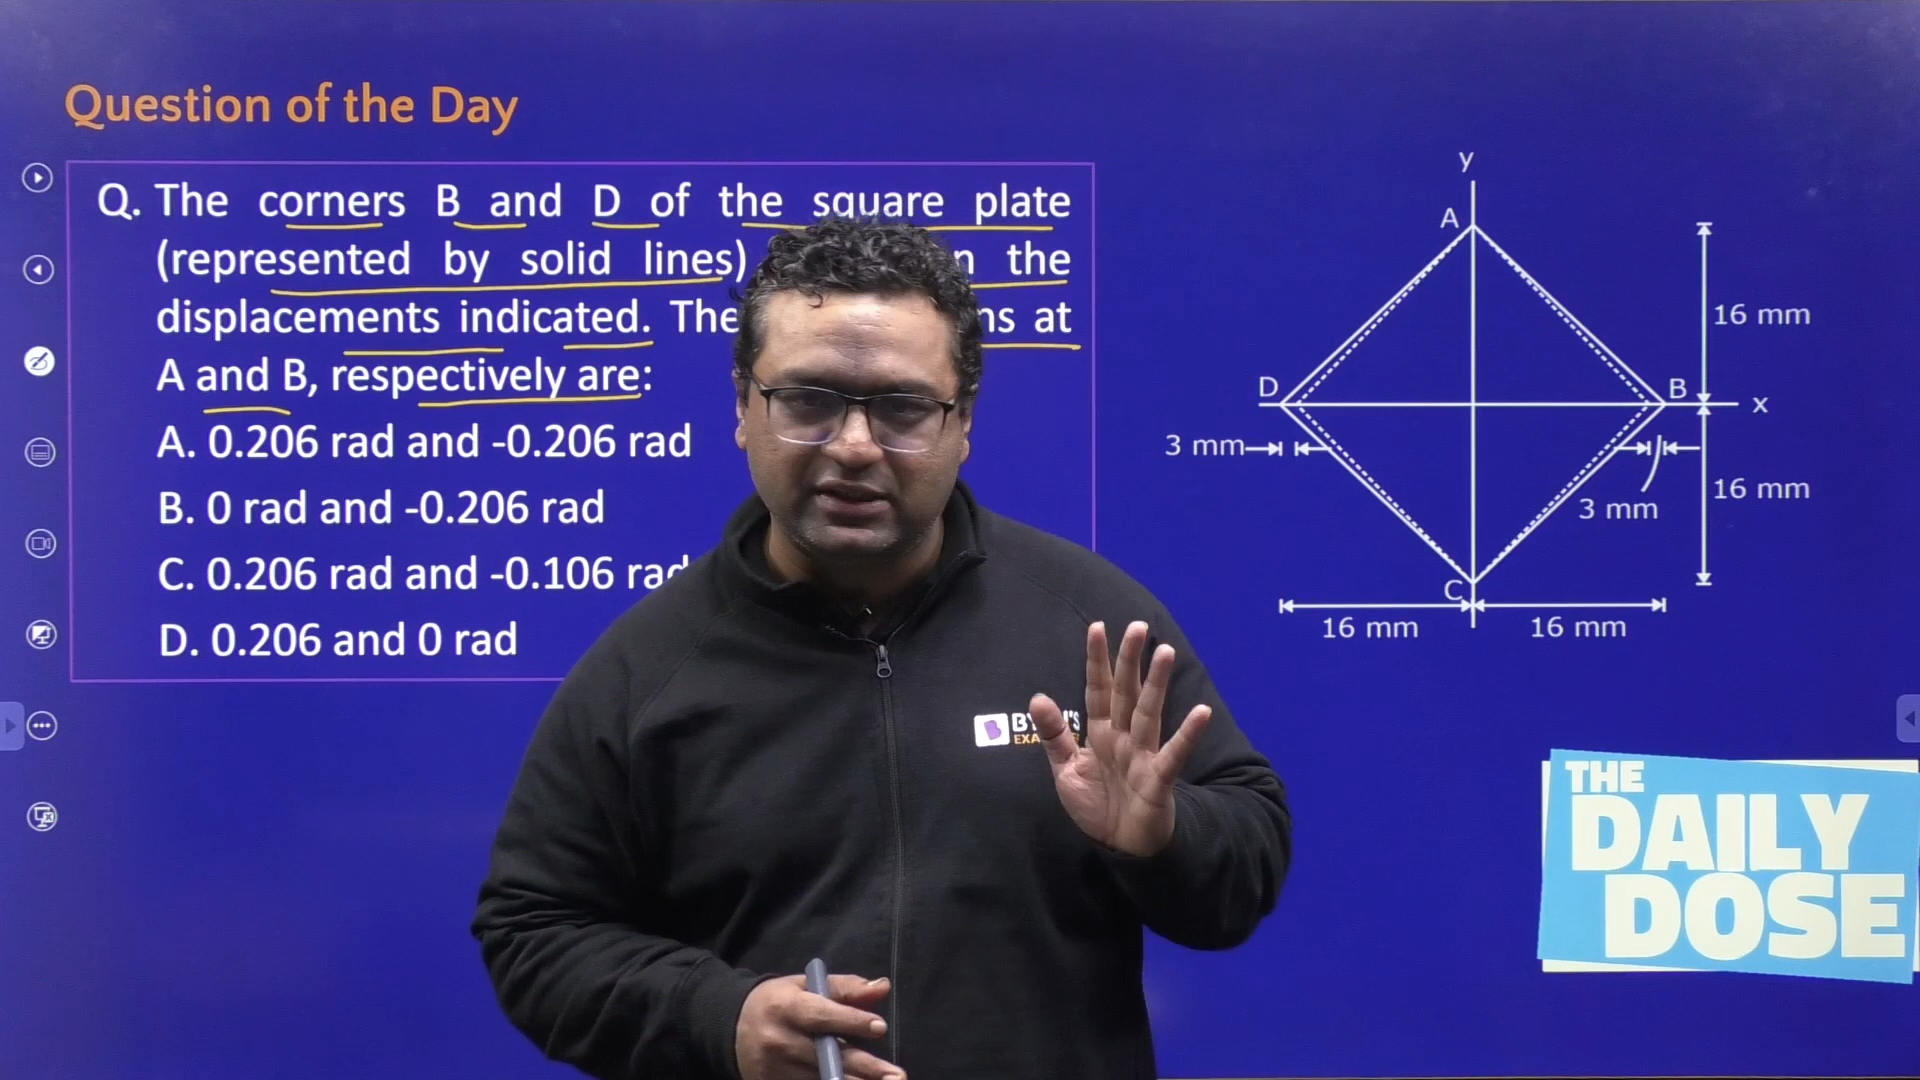 Question of the Day
Q. The corners B and D of the square plate
(represented by solid lines) the
displacements indicated. The at
A and B, respectively are:
A. 0.206 rad and -0.206 rad
B. 0 rad and -0.206 rad
C. 0.206 rad and -0.106 rad
D. 0.206 and 0 rad
y
A
16 mm
D
B
x
3 mm
16 mm
3 mm
C
16 mm
16 mm
THE
DAILY
DOSE